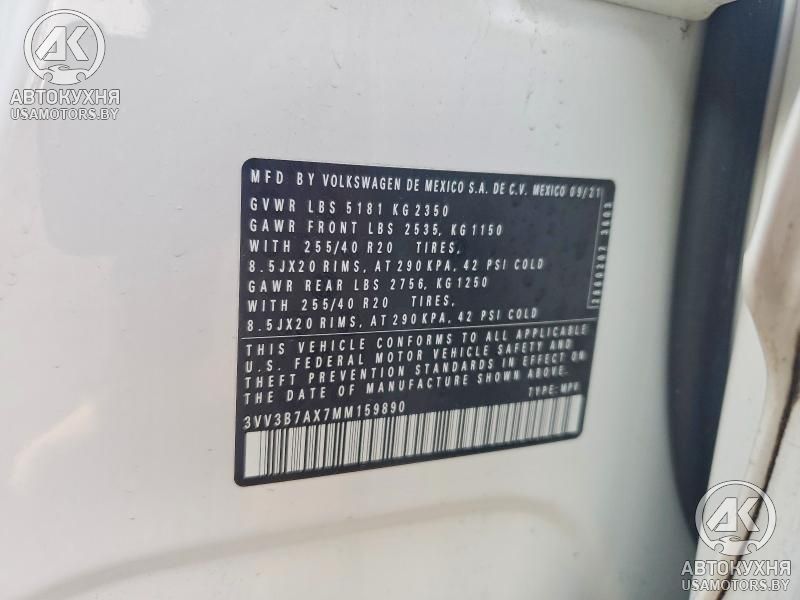 АК
АВТОКУХНЯ
USAMOTORS.BY
MFD BY VOLKSWAGEN DE MEXICO S.A. DE C.V. MEXICO 09/21
GVWR LBS 5181 KG 2350
GAWR FRONT LBS 2535, KG 1150
WITH 255/40 R20 TIRES,
8.5JX20 RIMS, AT 290 KPA, 42 PSI COLD
GAWR REAR LBS 2756, KG 1250
WITH 255/40 R20 TIRES,
8.5JX20 RIMS, AT 290 KPA, 42 PSI COLD
THIS VEHICLE CONFORMS TO ALL APPLICABLE
U.S. FEDERAL MOTOR VEHICLE SAFETY AND
THEFT PREVENTION STANDARDS IN EFFECT ON
THE DATE OF MANUFACTURE SHOWN ABOVE.
TYPE: MPV
3VV3B7AX7MM159890
АК
АВТОКУХНЯ
USAMOTORS.BY